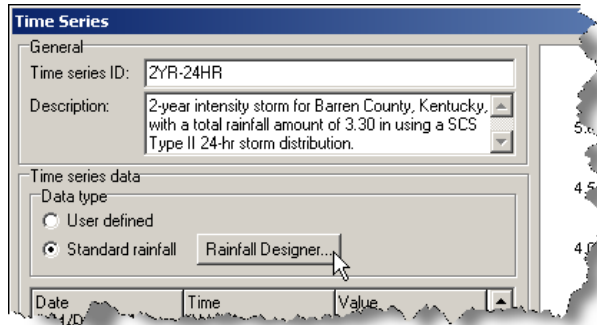 Time Series
General
Time series ID: 2YR-24HR
Description: 2-year intensity storm for Barren County, Kentucky,
with a total rainfall amount of 3.30 in using a SCS
Type II 24-hr storm distribution.
Time series data
Data type
User defined
Standard rainfall Rainfall Designer...
Date Time Value